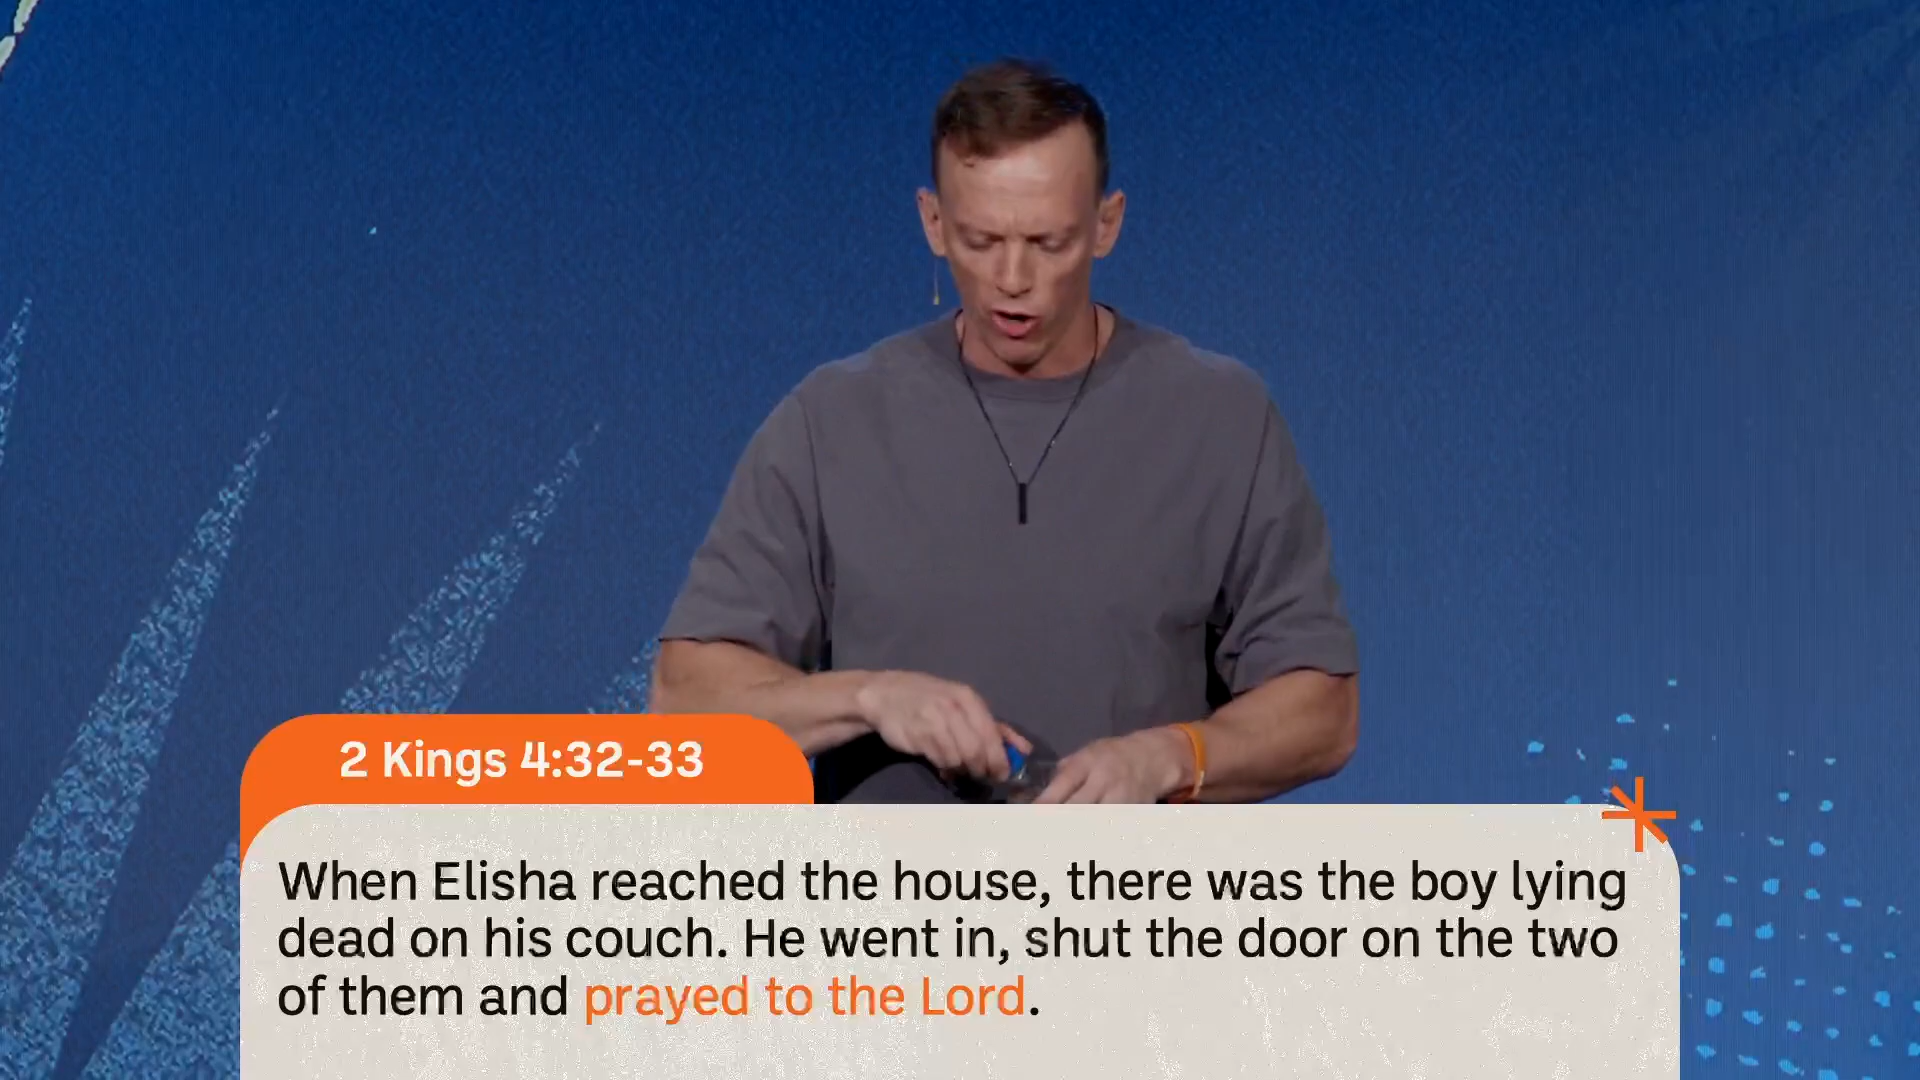 2 Kings 4:32-33
When Elisha reached the house, there was the boy lying
dead on his couch. He went in, shut the door on the two
of them and prayed to the Lord.